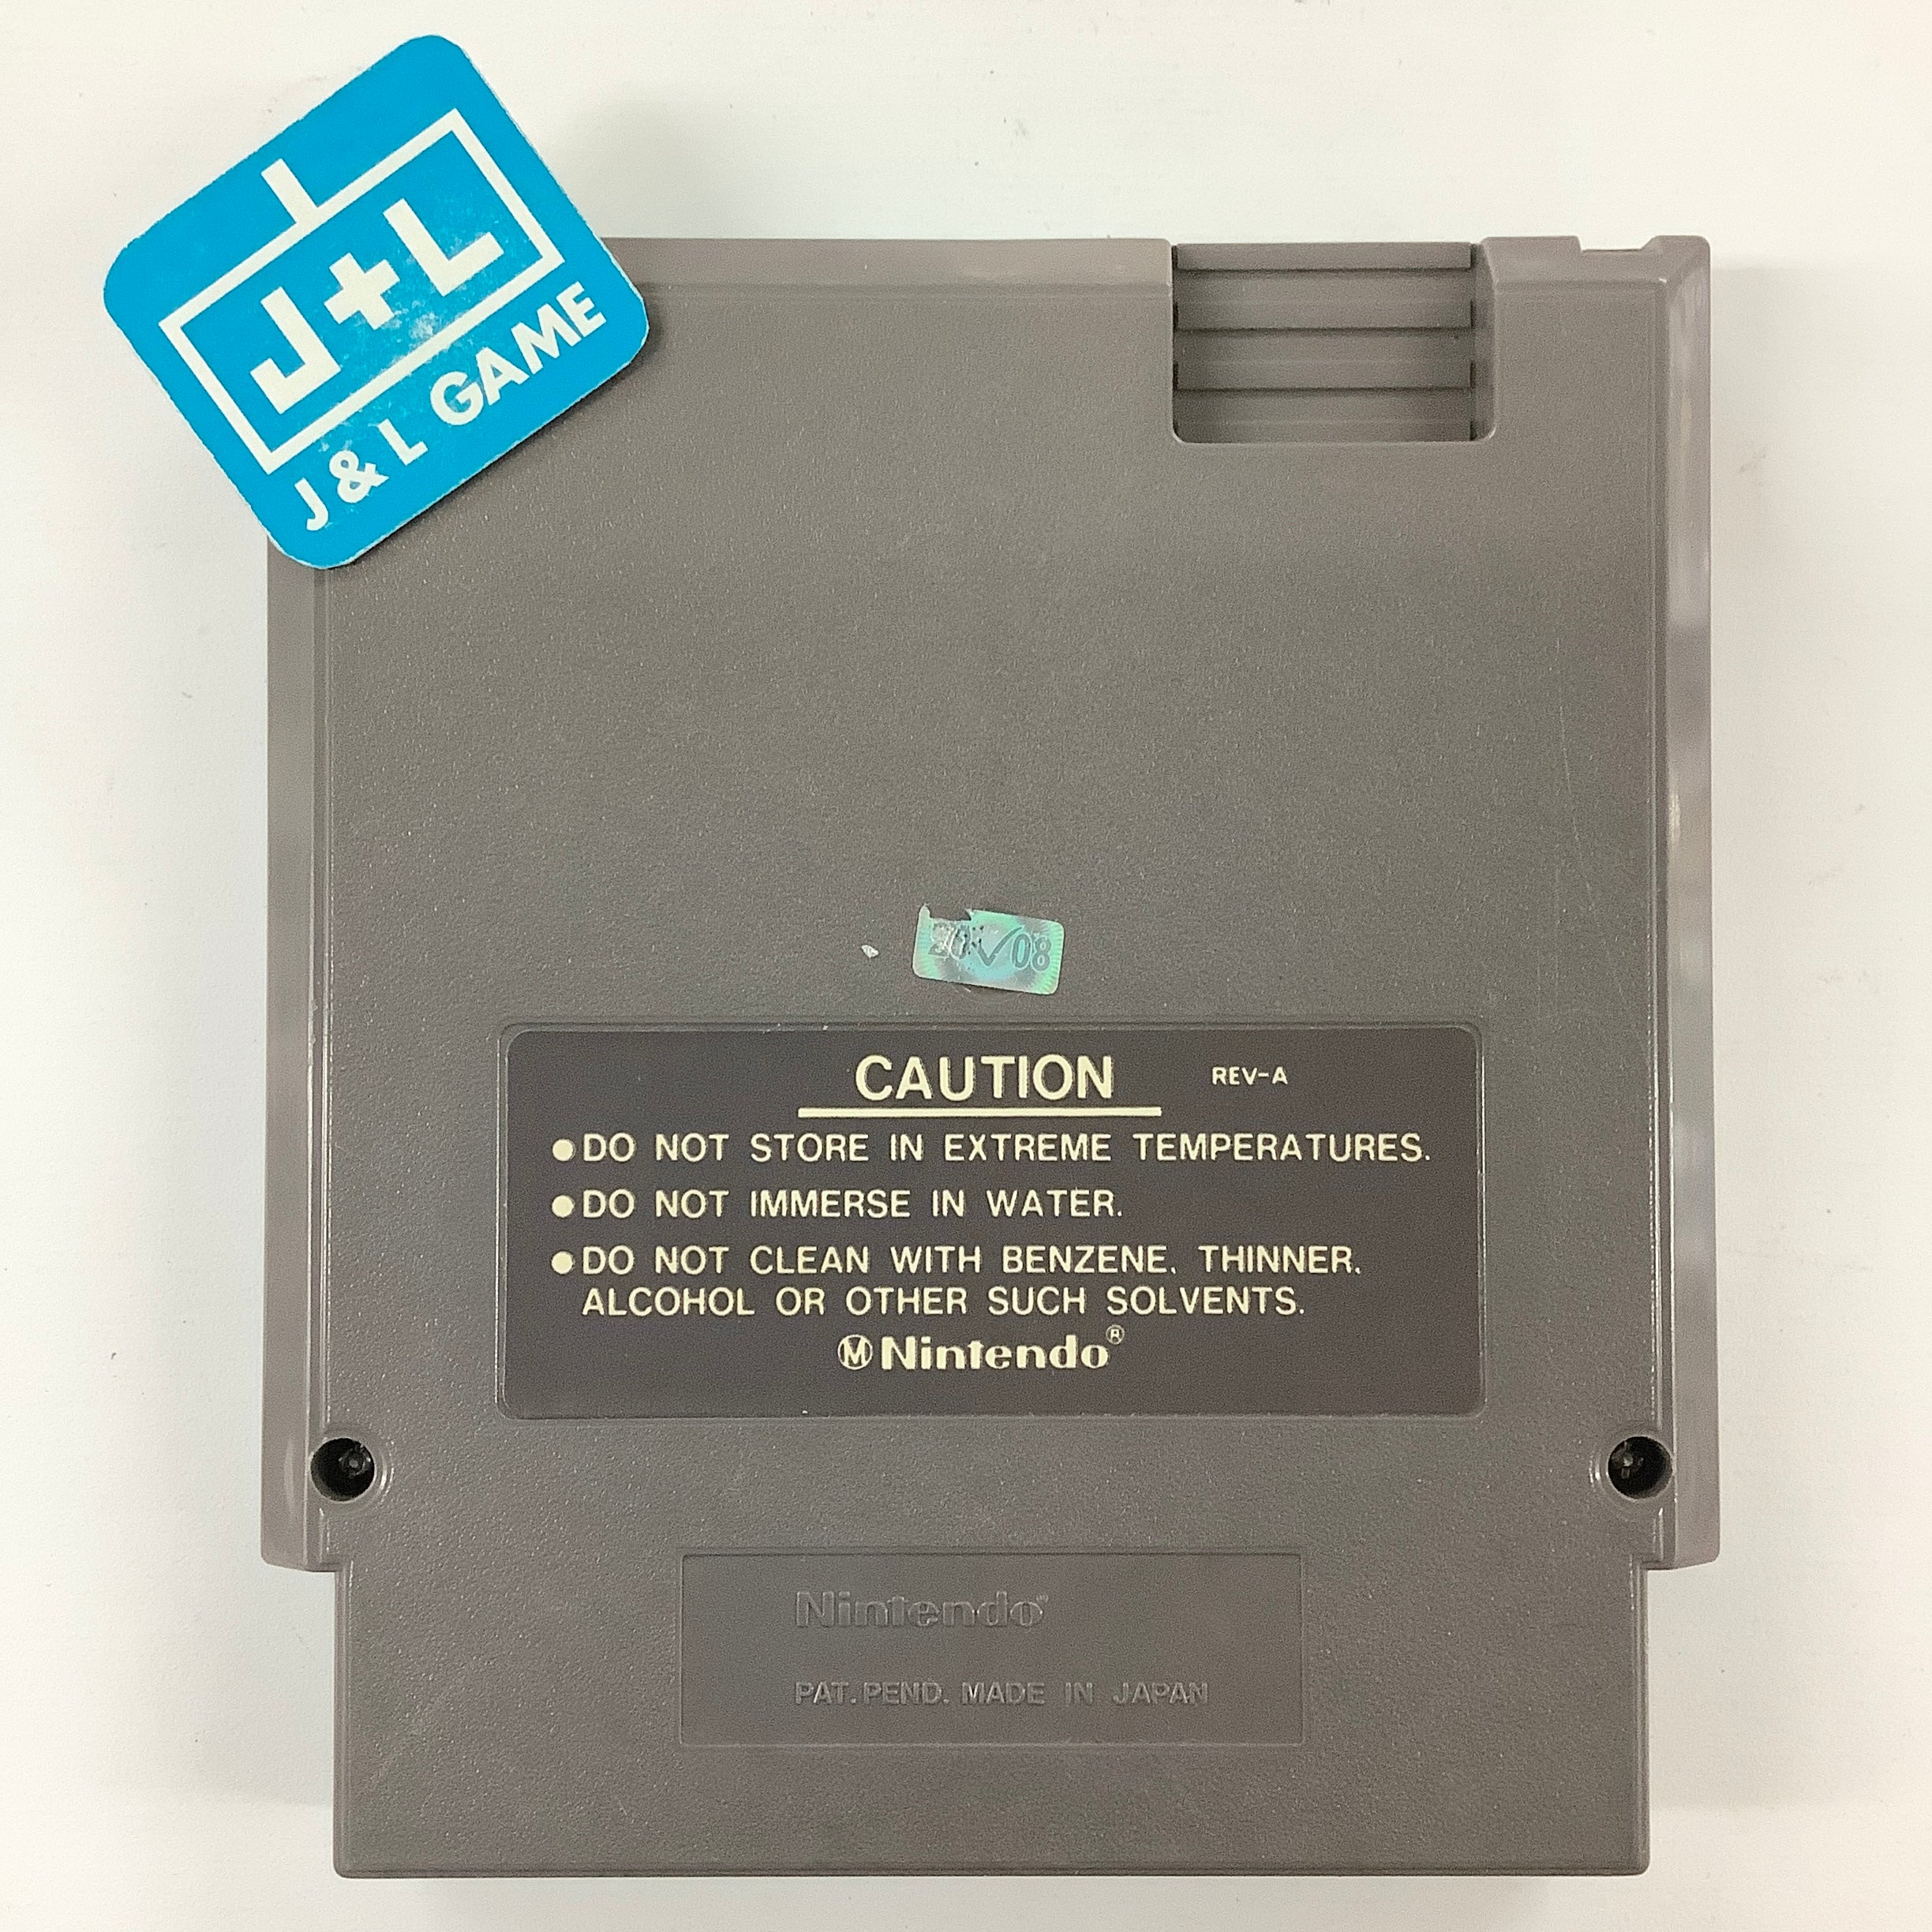 J+L
J & L GAME
08
CAUTION REV-A
●DO NOT STORE IN EXTREME TEMPERATURES.
●DO NOT IMMERSE IN WATER.
●DO NOT CLEAN WITH BENZENE, THINNER,
ALCOHOL OR OTHER SUCH SOLVENTS.
Ⓜ Nintendo®
Nintendo®
PAT. PEND. MADE IN JAPAN